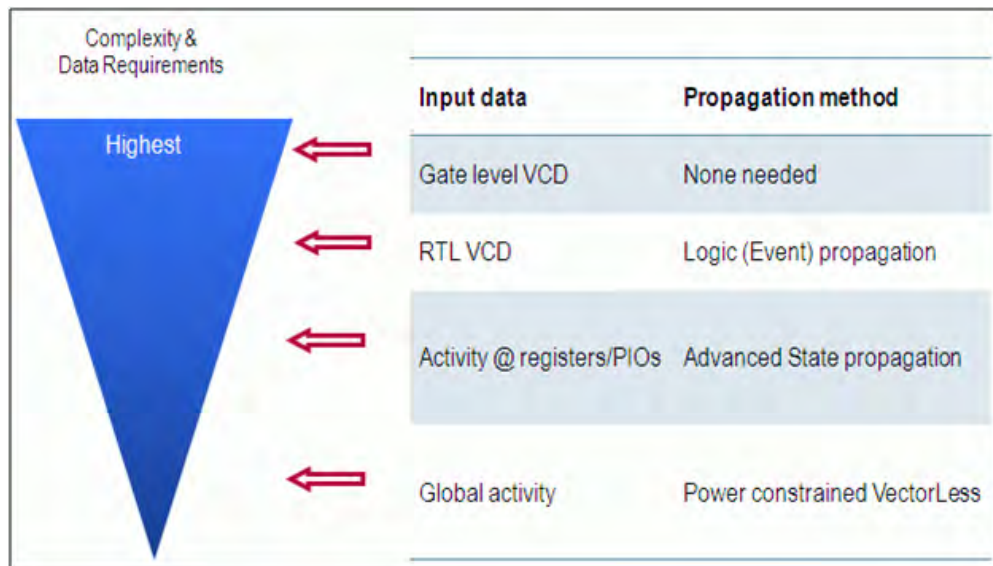 Complexity &
Data Requirements
Highest
Input data Propagation method
Gate level VCD None needed
RTL VCD Logic (Event) propagation
Activity @ registers/PIOs Advanced State propagation
Global activity Power constrained VectorLess